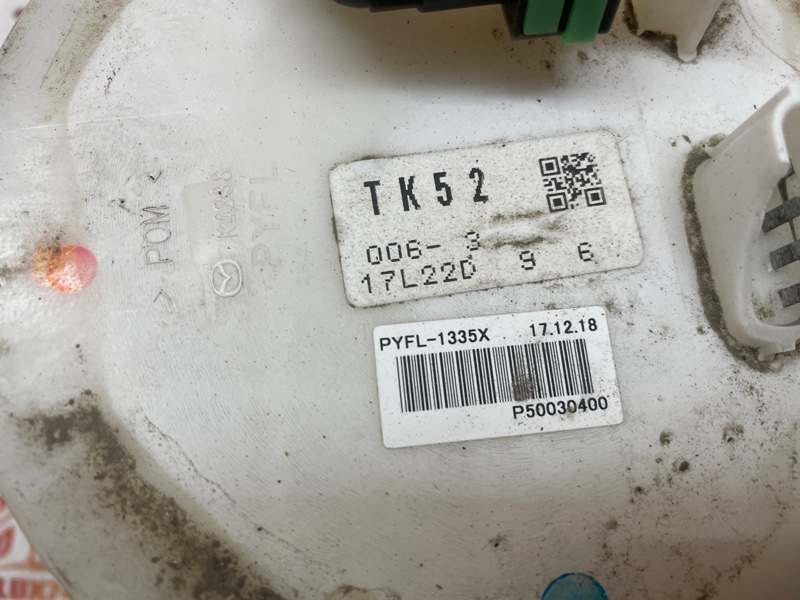 TK52
006- 3
17L22D 9 6
PYFL-1335X 17.12.18
P50030400
>POM<
PYFL